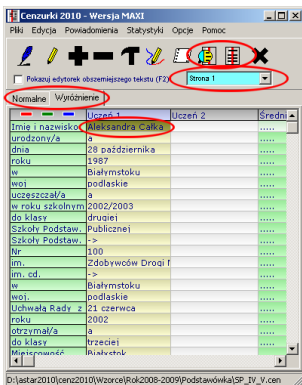 Cenzurki 2010 - Wersja MAXI
Pliki Edycja Powiadomienia Statystyki Opcje Pomoc
Pokazuj edytorek obszerniejszego tekstu (F2) Strona 1
Normalne Wyróżnienie
Uczeń 1 Uczeń 2 Średni
Imię i nazwisko Aleksandra Całka .....
urodzony/a a .....
dnia 28 października .....
roku 1987 .....
w Białymstoku .....
woj podlaskie .....
uczęszczał/a a .....
w roku szkolnym 2002/2003 .....
do klasy drugiej .....
Szkoły Podstaw. Publicznej .....
Szkoły Podstaw. -> .....
Nr 100 .....
im. Zdobywców Drogi M .....
im. cd. -> .....
w Białymstoku .....
woj. podlaskie .....
Uchwałą Rady z 21 czerwca .....
roku 2002 .....
otrzymał/a a .....
do klasy trzeciej .....
Miejscowość Białystok .....
D:\astar2010\cenz2010\Wzorce\Rok2008-2009\Podstawówka\SP_IV_V.cen